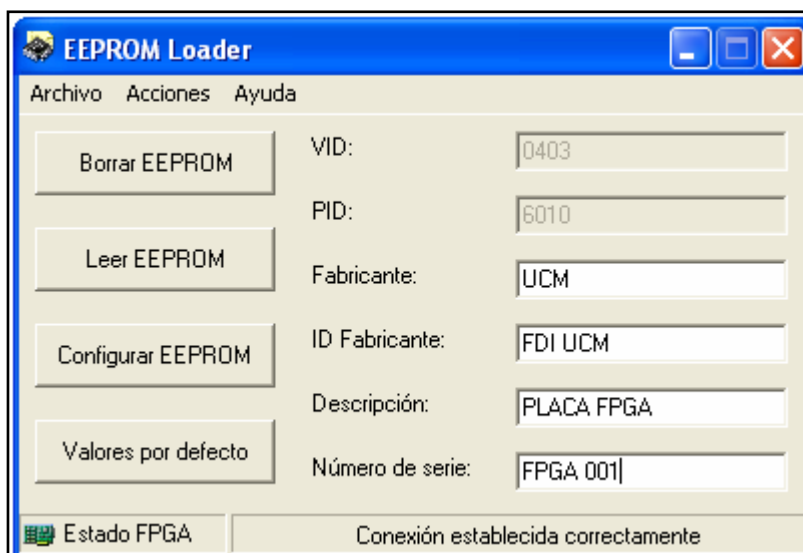 EEPROM Loader
Archivo Acciones Ayuda
Borrar EEPROM
Leer EEPROM
Configurar EEPROM
Valores por defecto
VID: 0403
PID: 6010
Fabricante: UCM
ID Fabricante: FDI UCM
Descripción: PLACA FPGA
Número de serie: FPGA 001
Estado FPGA
Conexión establecida correctamente